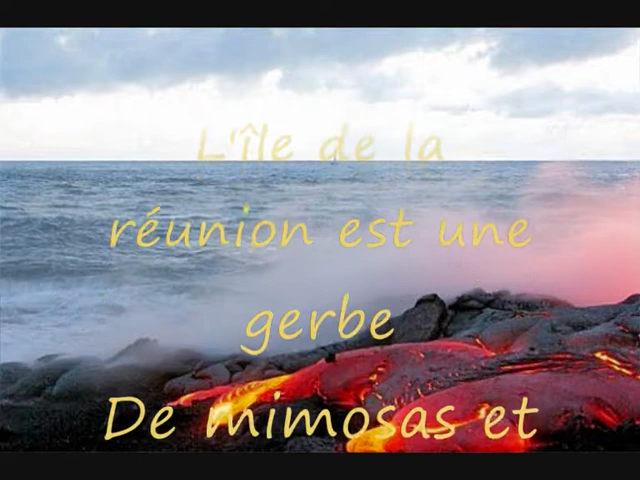 L'île de la
réunion est une
gerbe
De mimosas et